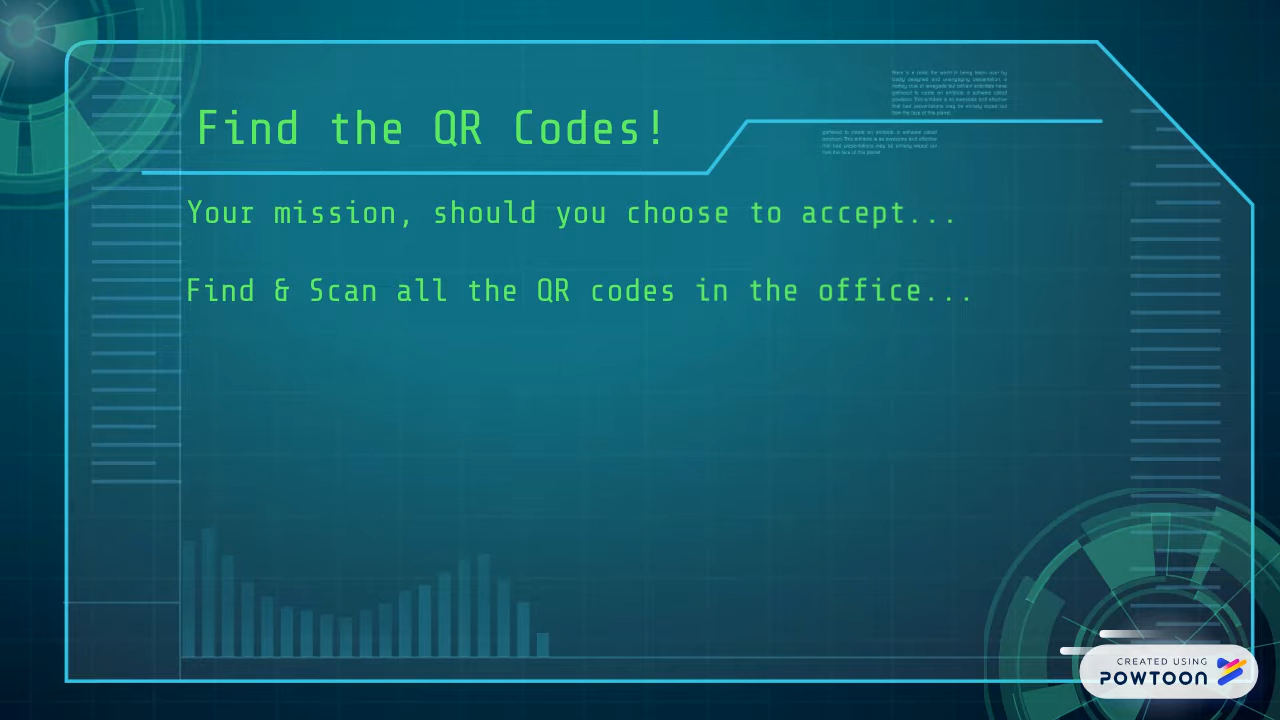 Find the QR Codes!
Your mission, should you choose to accept...
Find & Scan all the QR codes in the office...
CREATED USING
POWTOON